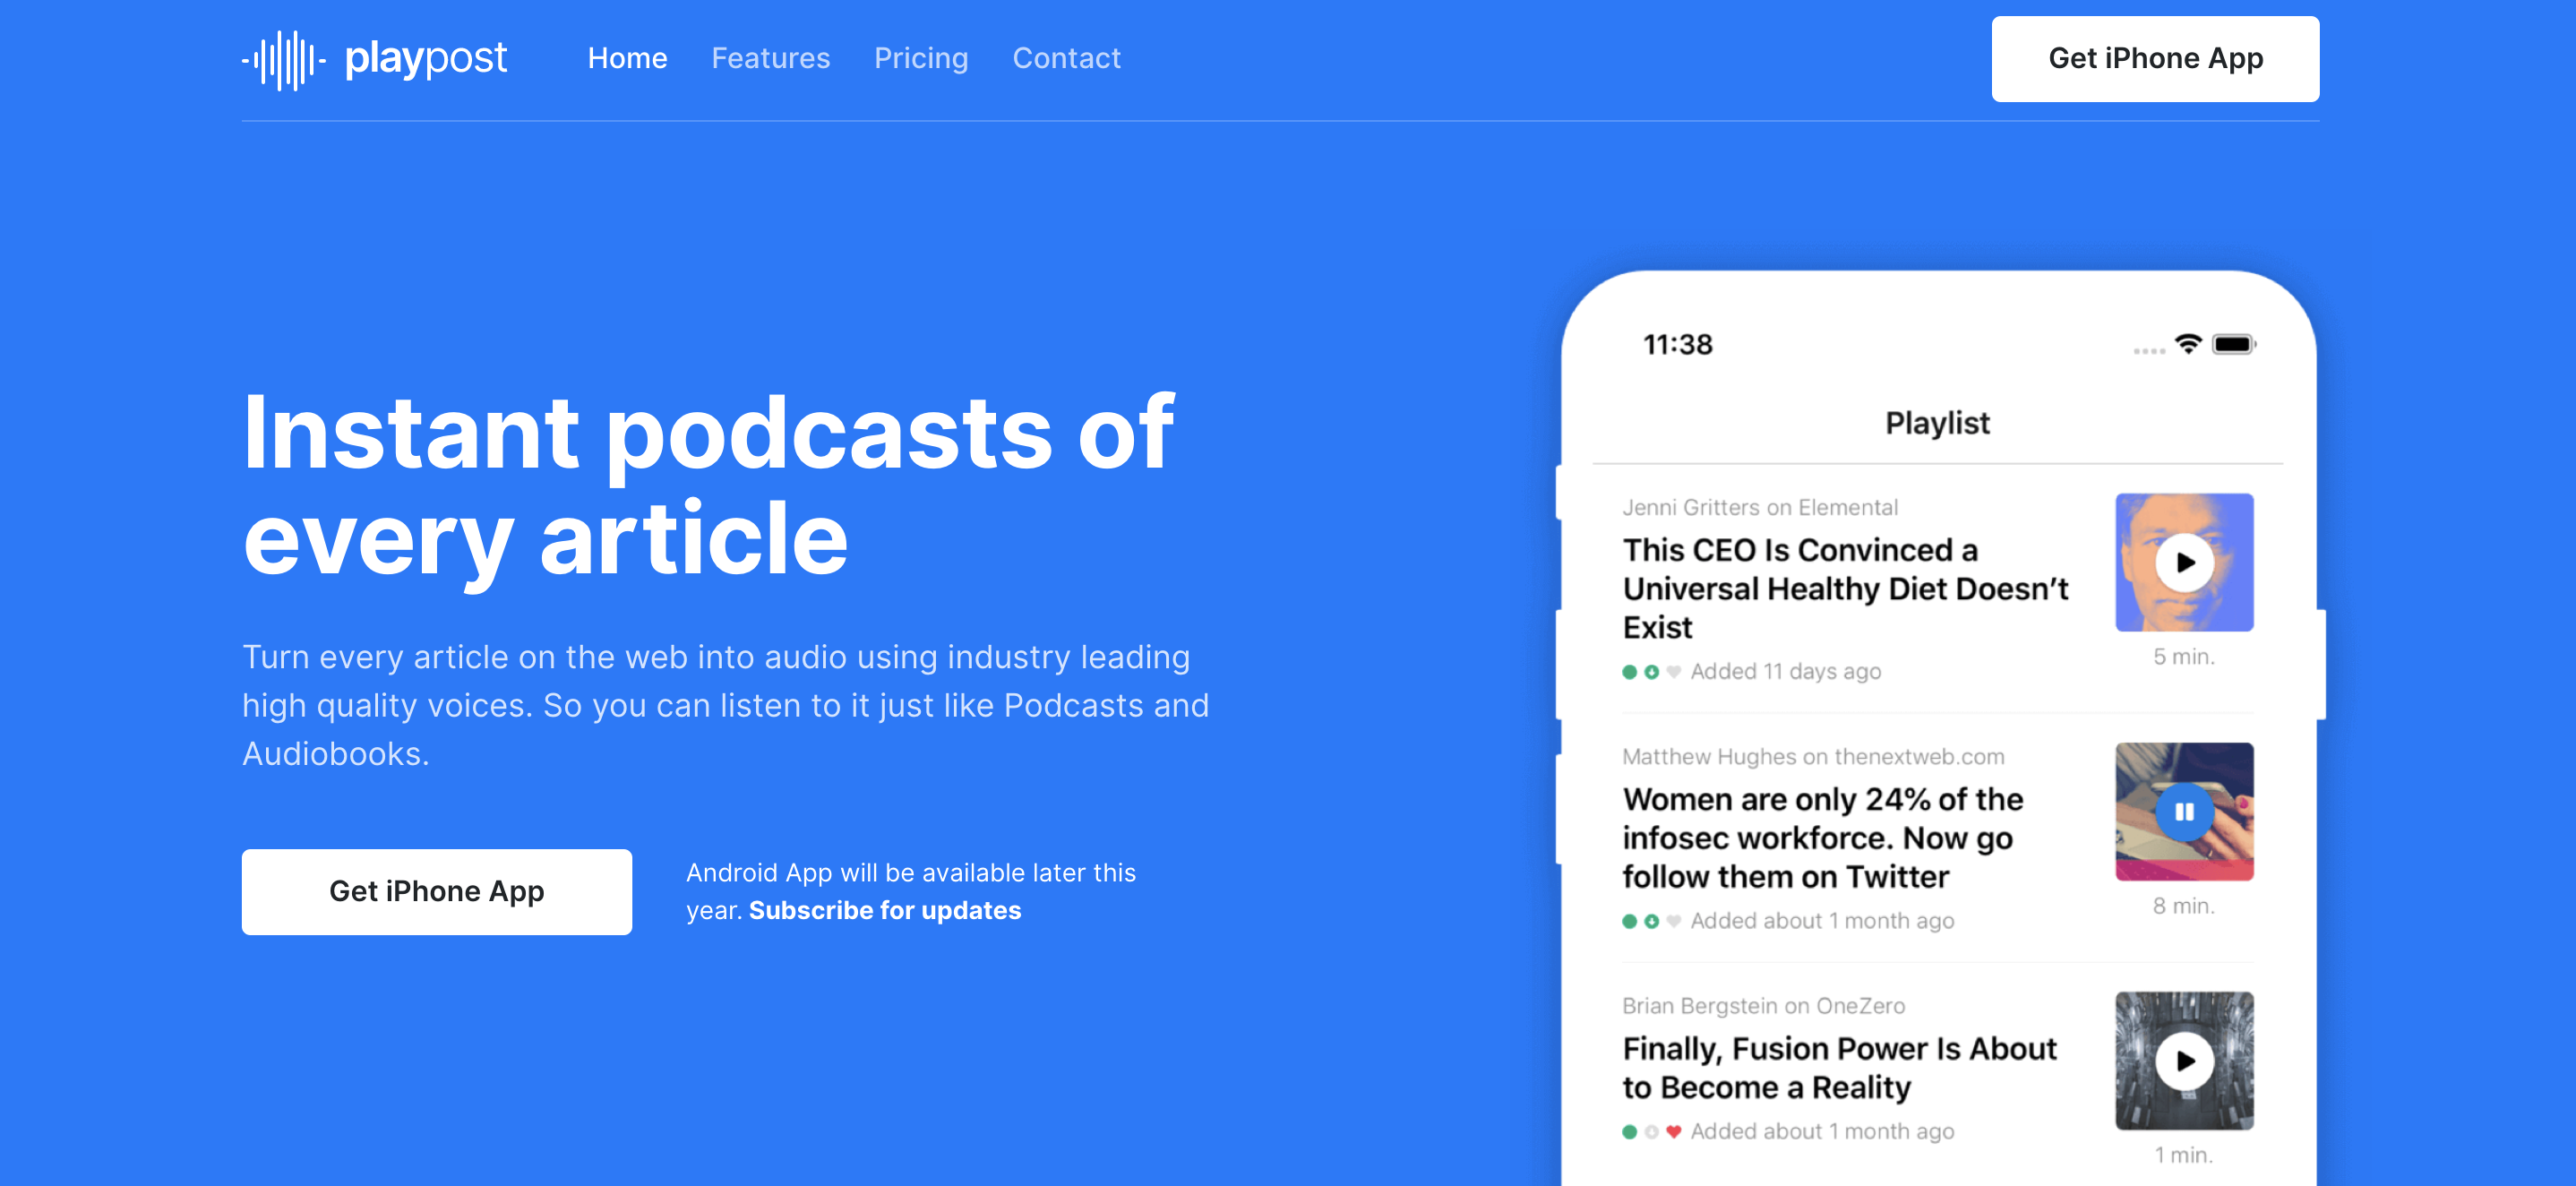 playpost
Home
Features
Pricing
Contact
Get iPhone App
Instant podcasts of
every article
Turn every article on the web into audio using industry leading
high quality voices. So you can listen to it just like Podcasts and
Audiobooks.
Get iPhone App
Android App will be available later this
year. Subscribe for updates
11:38
Playlist
Jenni Gritters on Elemental
This CEO Is Convinced a
Universal Healthy Diet Doesn’t
Exist
Added 11 days ago
5 min.
Matthew Hughes on thenextweb.com
Women are only 24% of the
infosec workforce. Now go
follow them on Twitter
Added about 1 month ago
8 min.
Brian Bergstein on OneZero
Finally, Fusion Power Is About
to Become a Reality
Added about 1 month ago
1 min.